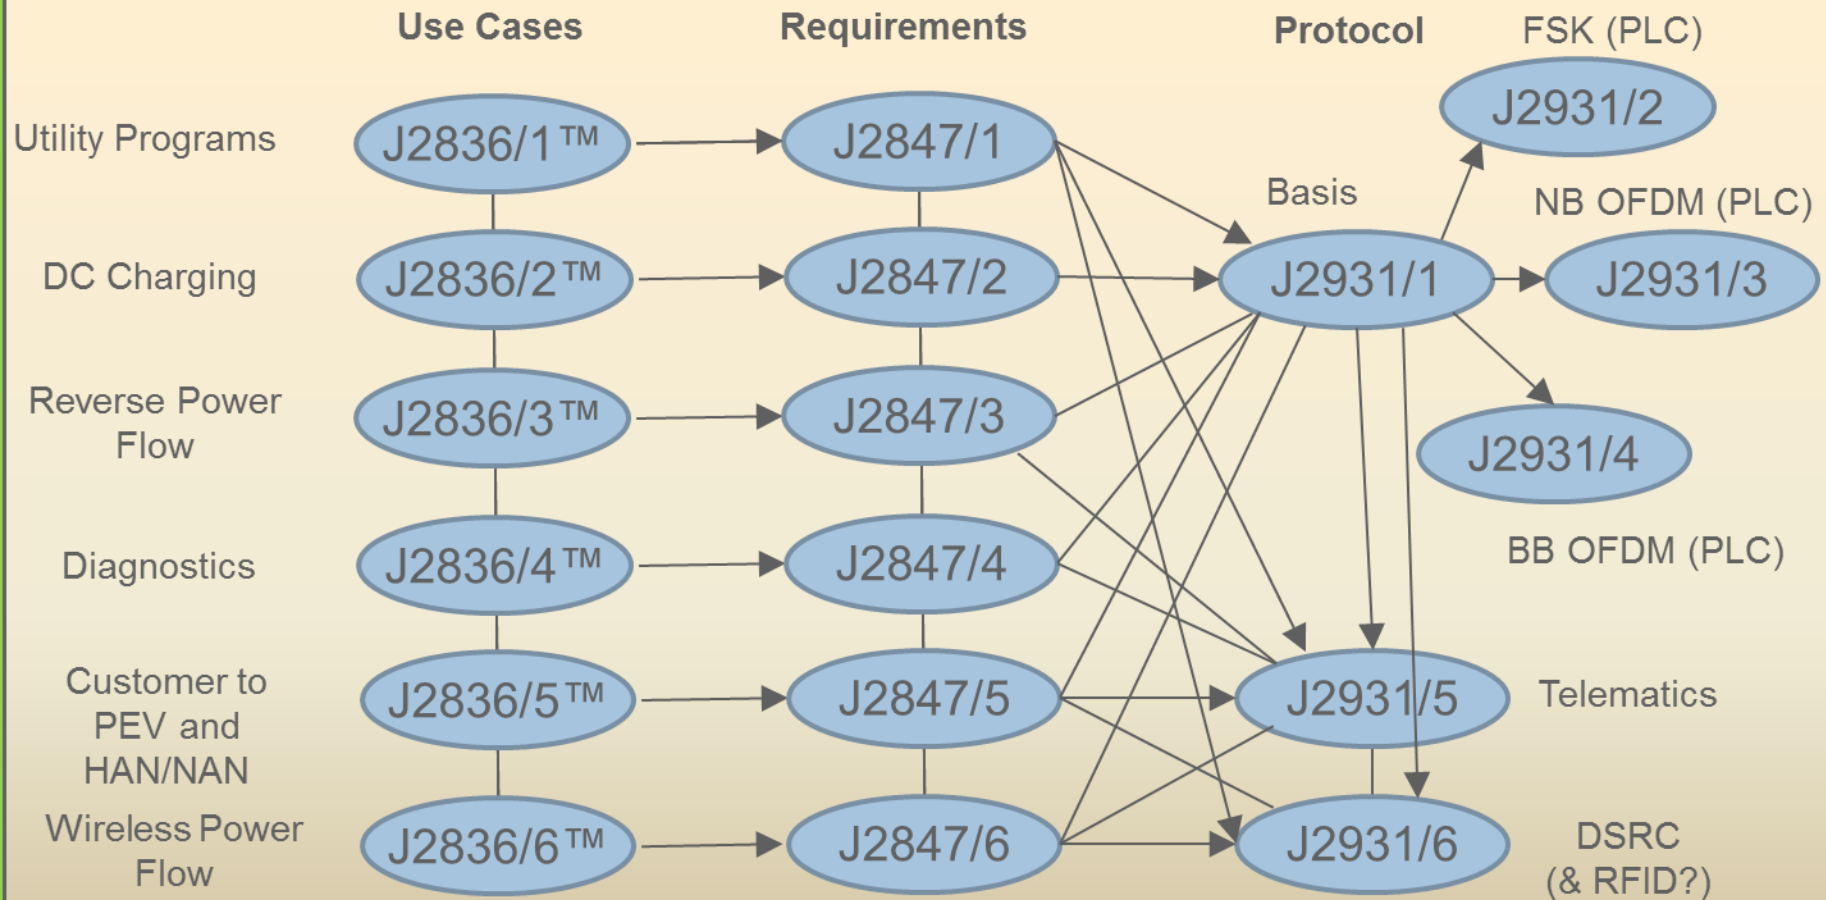 Use Cases
Requirements
Protocol
FSK (PLC)
J2931/2
Utility Programs
J2836/1™
J2847/1
Basis
NB OFDM (PLC)
DC Charging
J2836/2™
J2847/2
J2931/1
J2931/3
Reverse Power
Flow
J2836/3™
J2847/3
J2931/4
BB OFDM (PLC)
Diagnostics
J2836/4™
J2847/4
Customer to
PEV and
HAN/NAN
J2836/5™
J2847/5
J2931/5
Telematics
Wireless Power
Flow
J2836/6™
J2847/6
J2931/6
DSRC
(& RFID?)